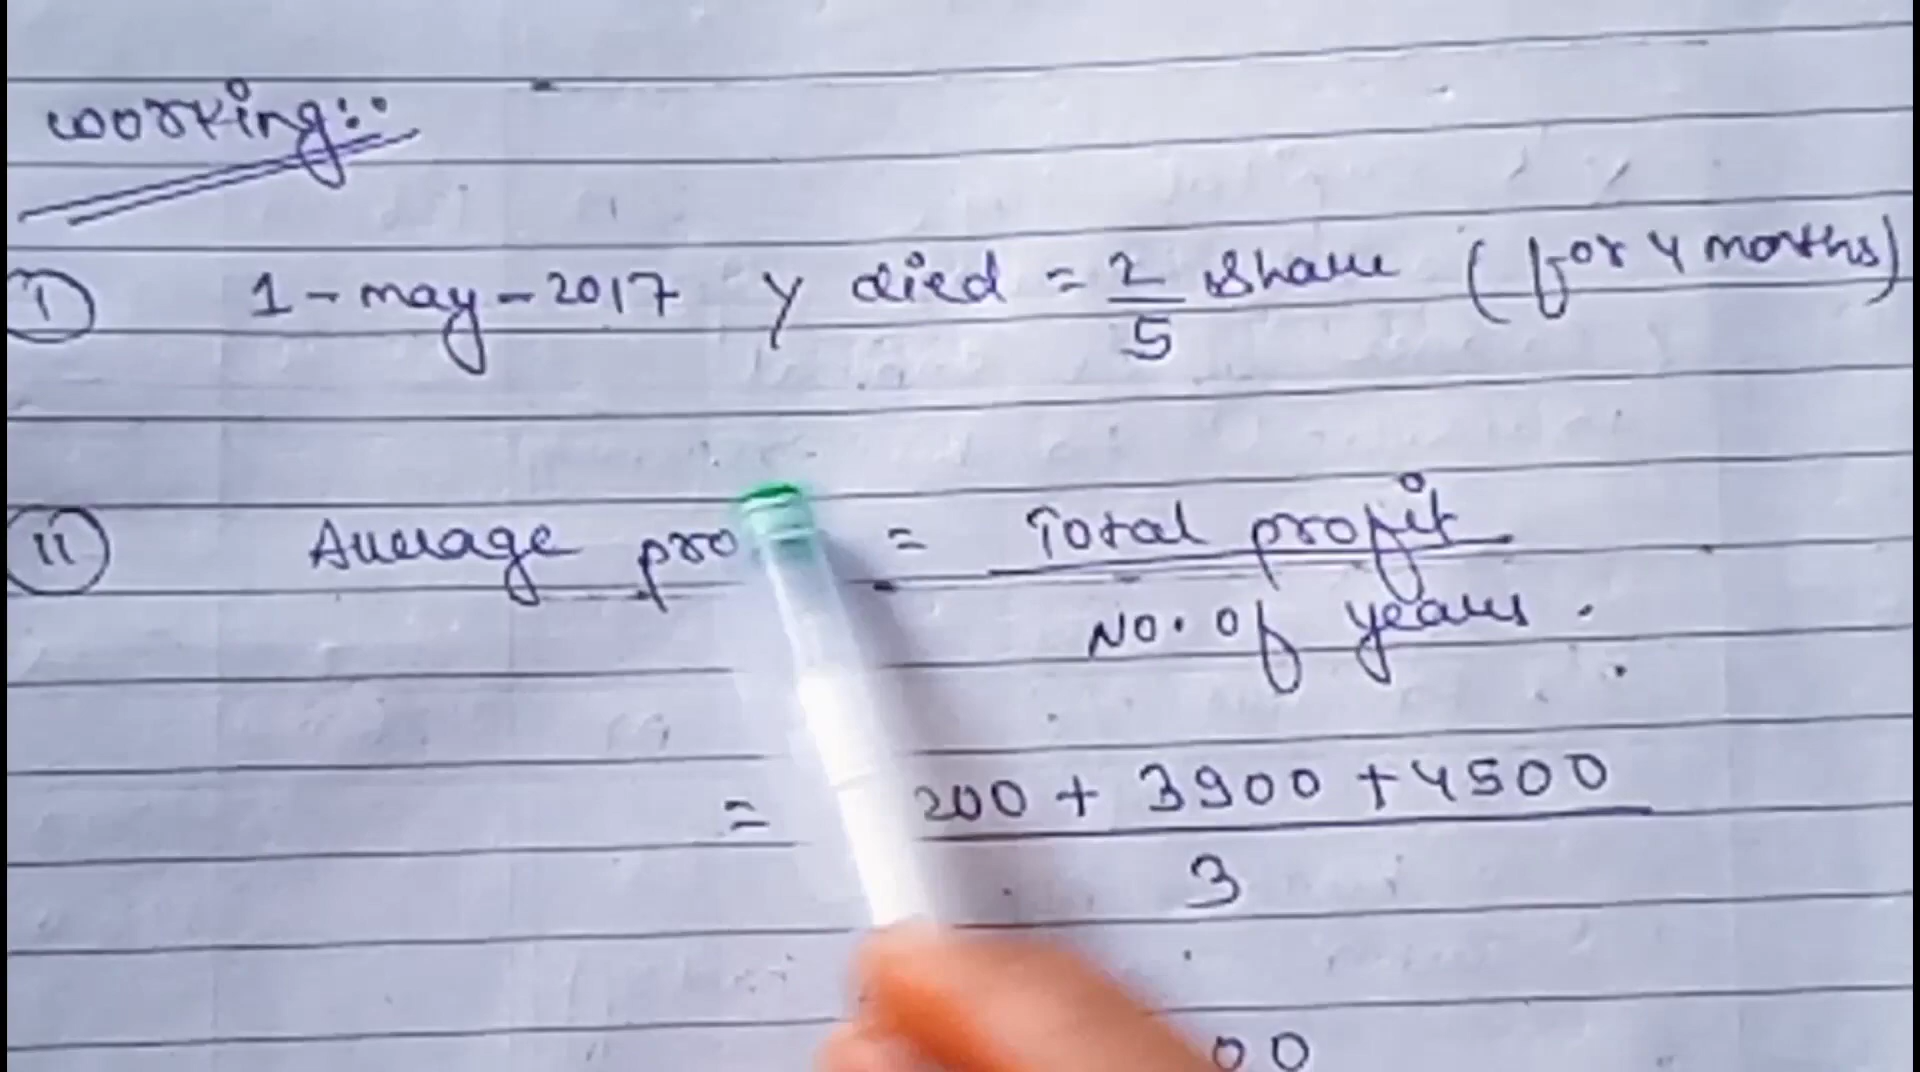 working:
I 1-may-2017 Y died = 2/5 Share (for 4 months)
II Average pro = Total profit
No. of years.
= 200 + 3900 + 4500
3
00